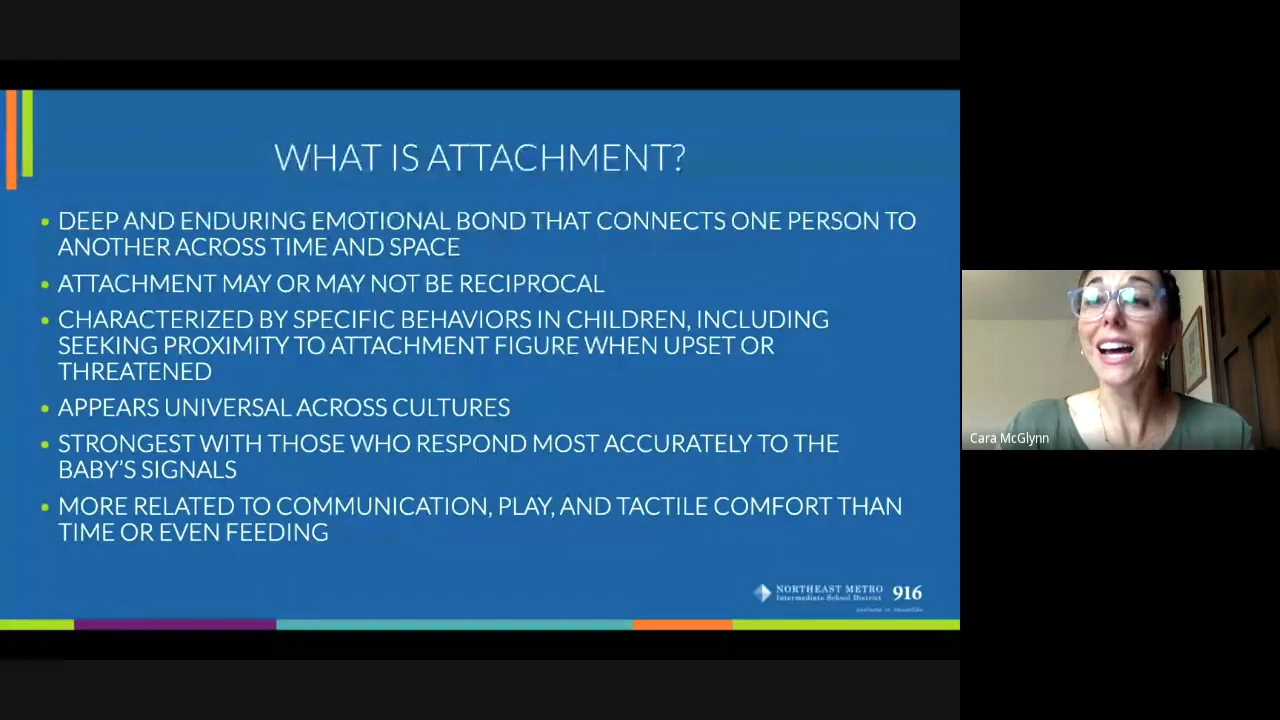 WHAT IS ATTACHMENT?
• DEEP AND ENDURING EMOTIONAL BOND THAT CONNECTS ONE PERSON TO
ANOTHER ACROSS TIME AND SPACE
• ATTACHMENT MAY OR MAY NOT BE RECIPROCAL
• CHARACTERIZED BY SPECIFIC BEHAVIORS IN CHILDREN, INCLUDING
SEEKING PROXIMITY TO ATTACHMENT FIGURE WHEN UPSET OR
THREATENED
• APPEARS UNIVERSAL ACROSS CULTURES
• STRONGEST WITH THOSE WHO RESPOND MOST ACCURATELY TO THE
BABY'S SIGNALS
• MORE RELATED TO COMMUNICATION, PLAY, AND TACTILE COMFORT THAN
TIME OR EVEN FEEDING
NORTHEAST METRO 916
Intermediate School District
Cara McGlynn